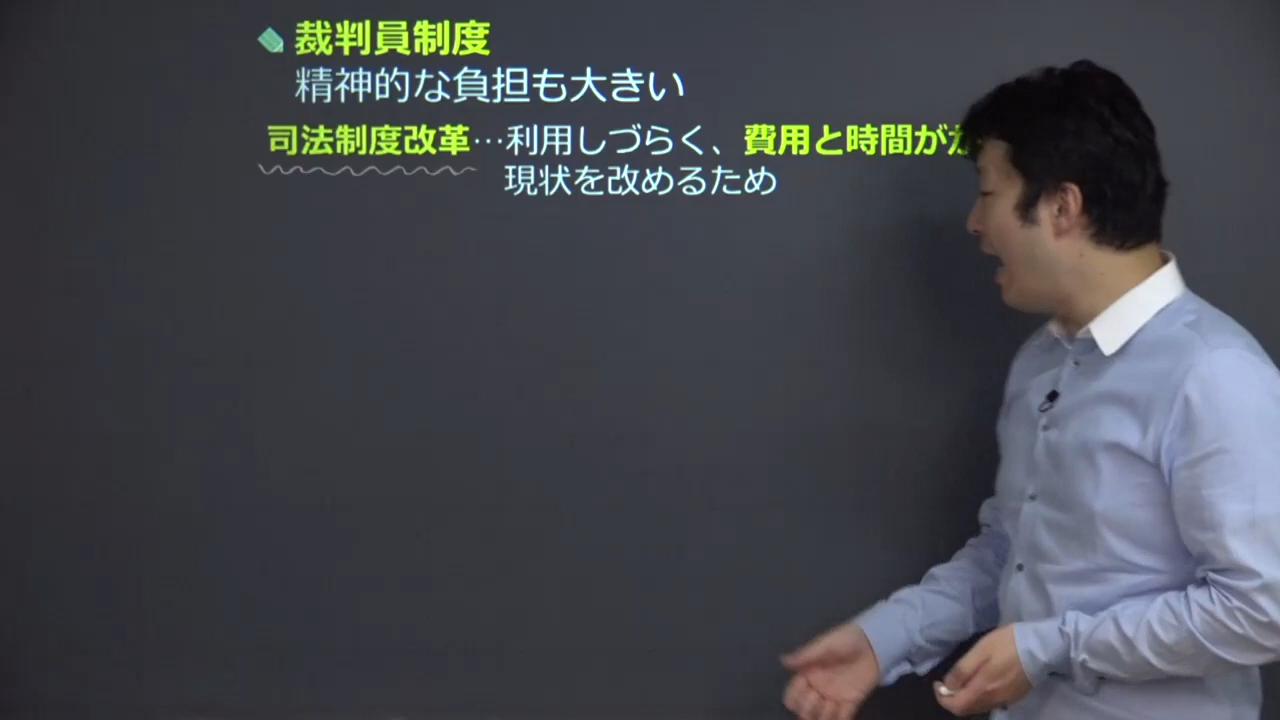 裁判員制度
精神的な負担も大きい
司法制度改革…利用しづらく、費用と時間が
現状を改めるため